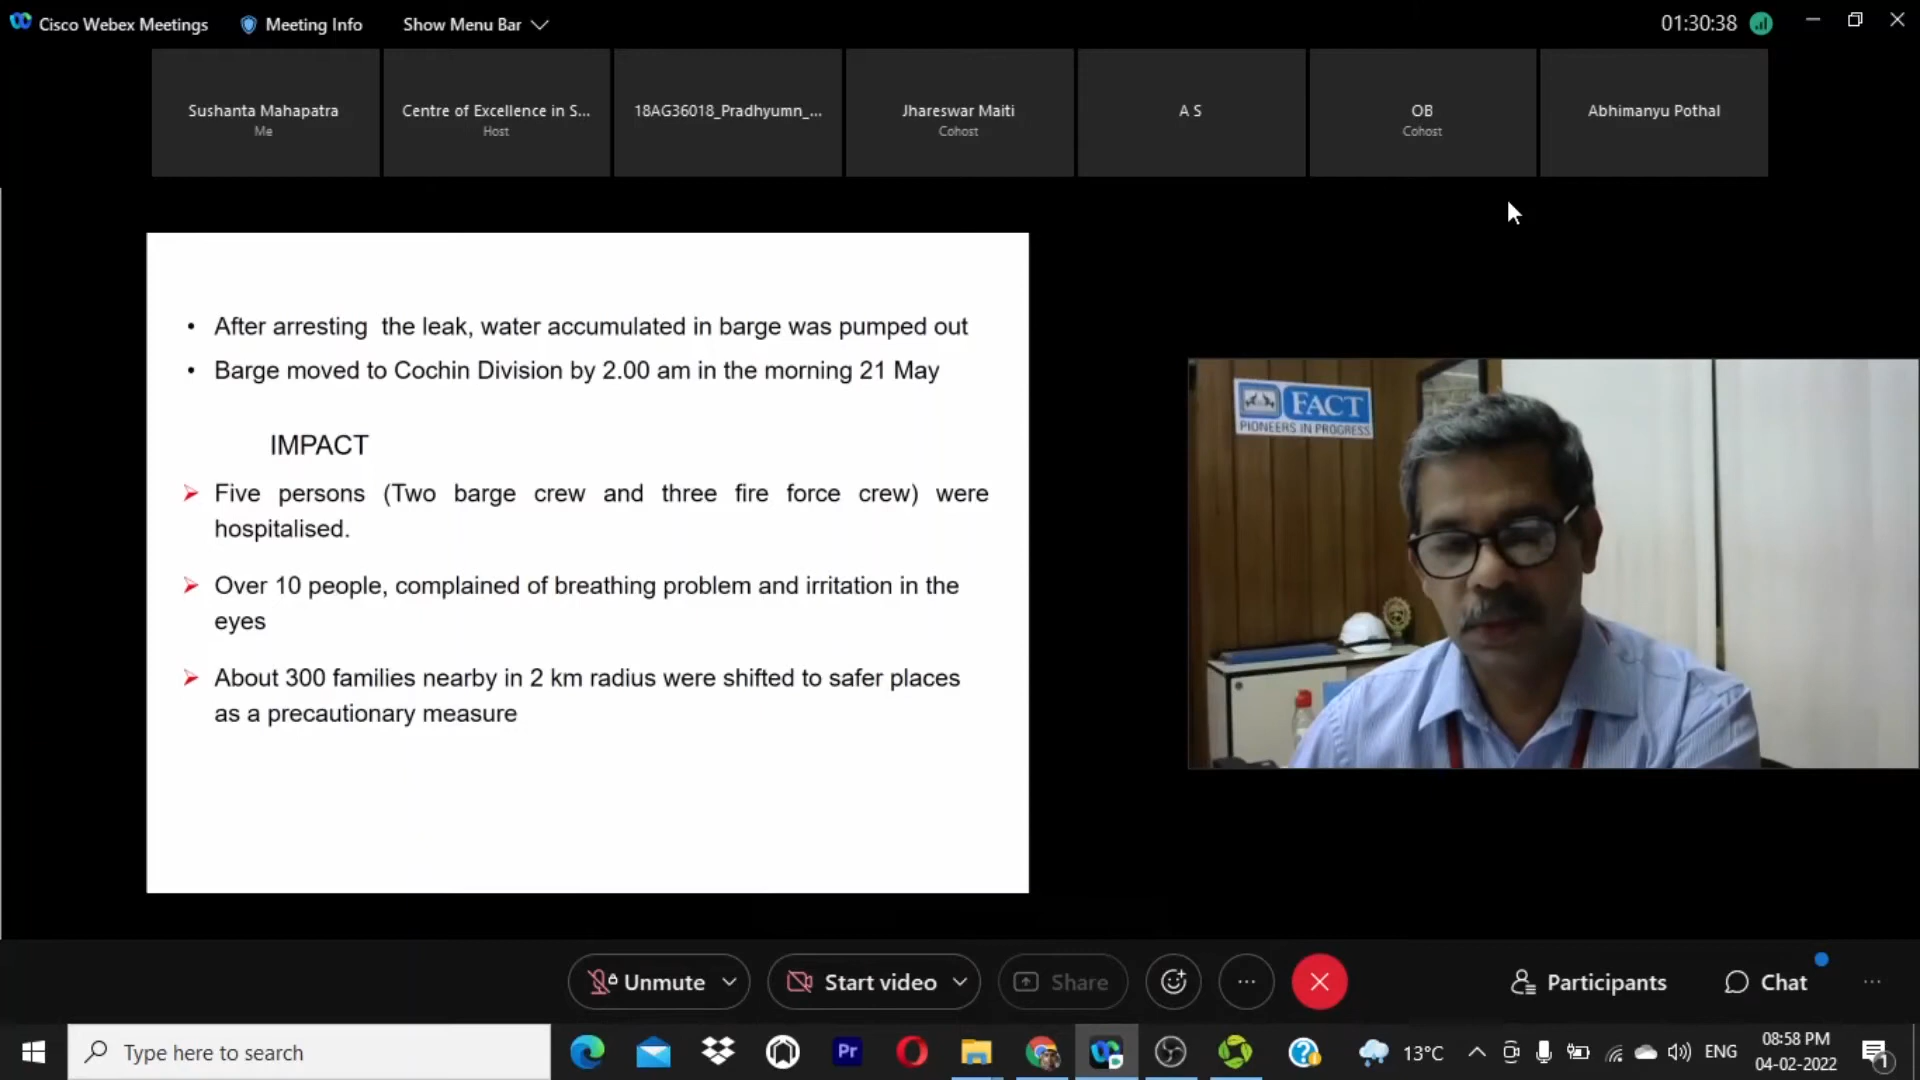 Cisco Webex Meetings Meeting Info Show Menu Bar 01:30:38
Sushanta Mahapatra
Me
Centre of Excellence in S...
Host
18AG36018_Pradhyumn_...
Jhareswar Maiti
Cohost
A S
OB
Cohost
Abhimanyu Pothal
• After arresting the leak, water accumulated in barge was pumped out
• Barge moved to Cochin Division by 2.00 am in the morning 21 May
IMPACT
➢ Five persons (Two barge crew and three fire force crew) were
hospitalised.
➢ Over 10 people, complained of breathing problem and irritation in the
eyes
➢ About 300 families nearby in 2 km radius were shifted to safer places
as a precautionary measure
FACT
PIONEERS IN PROGRESS
Unmute Start video Share Participants Chat
Type here to search
Pr
13°C
ENG
08:58 PM
04-02-2022
1